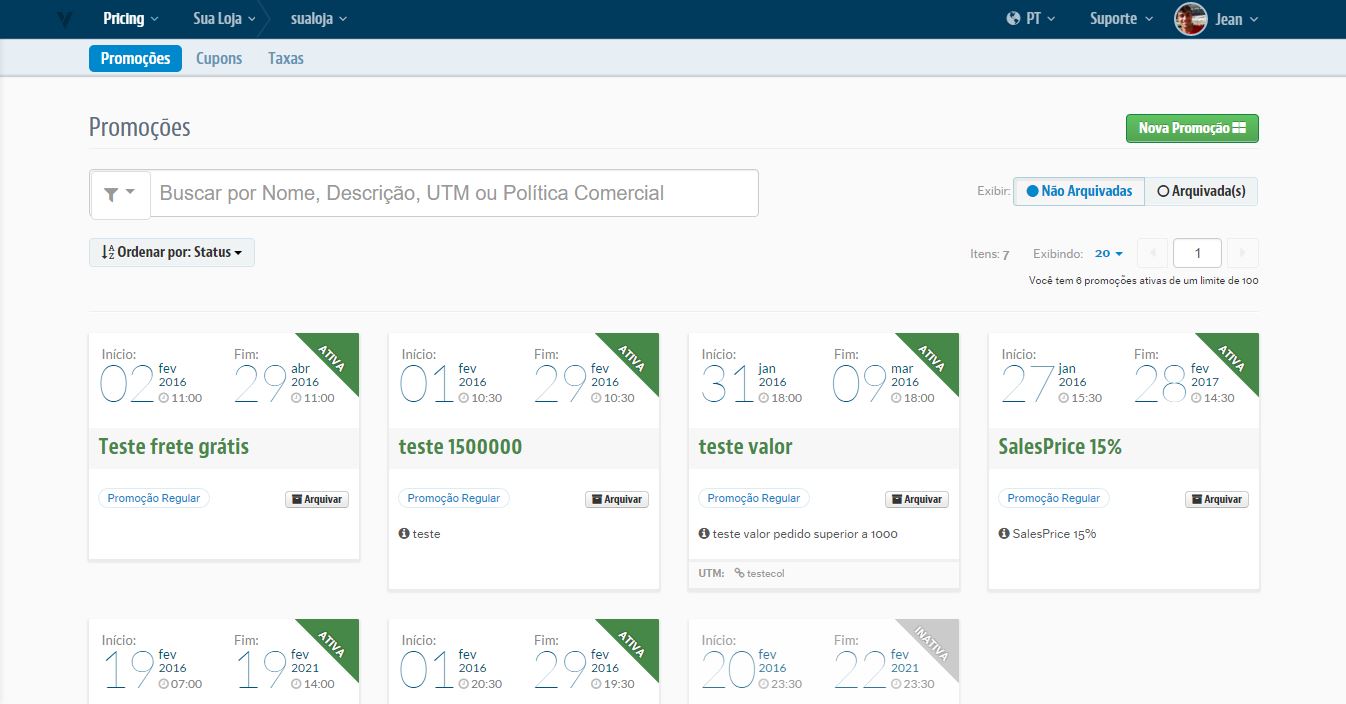 Pricing Sua Loja sualoja PT Suporte Jean
Promoções Cupons Taxas
Promoções
Nova Promoção
Buscar por Nome, Descrição, UTM ou Política Comercial
Exibir: Não Arquivadas Arquivada(s)
Ordenar por: Status
Itens: 7 Exibindo: 20 1
Você tem 6 promoções ativas de um limite de 100
Início: 02 fev 2016 11:00
Fim: 29 abr 2016 11:00
ATIVA
Teste frete grátis
Promoção Regular Arquivar
Início: 01 fev 2016 10:30
Fim: 29 fev 2016 10:30
ATIVA
teste 1500000
Promoção Regular Arquivar
teste
Início: 31 jan 2016 18:00
Fim: 09 mar 2016 18:00
ATIVA
teste valor
Promoção Regular Arquivar
teste valor pedido superior a 1000
UTM: testecol
Início: 27 jan 2016 15:30
Fim: 28 fev 2017 14:30
ATIVA
SalesPrice 15%
Promoção Regular Arquivar
SalesPrice 15%
Início: 19 fev 2016 07:00
Fim: 19 fev 2021 14:00
ATIVA
Início: 01 fev 2016 20:30
Fim: 29 fev 2016 19:30
ATIVA
Início: 20 fev 2016 23:30
Fim: 22 fev 2021 23:30
INATIVA